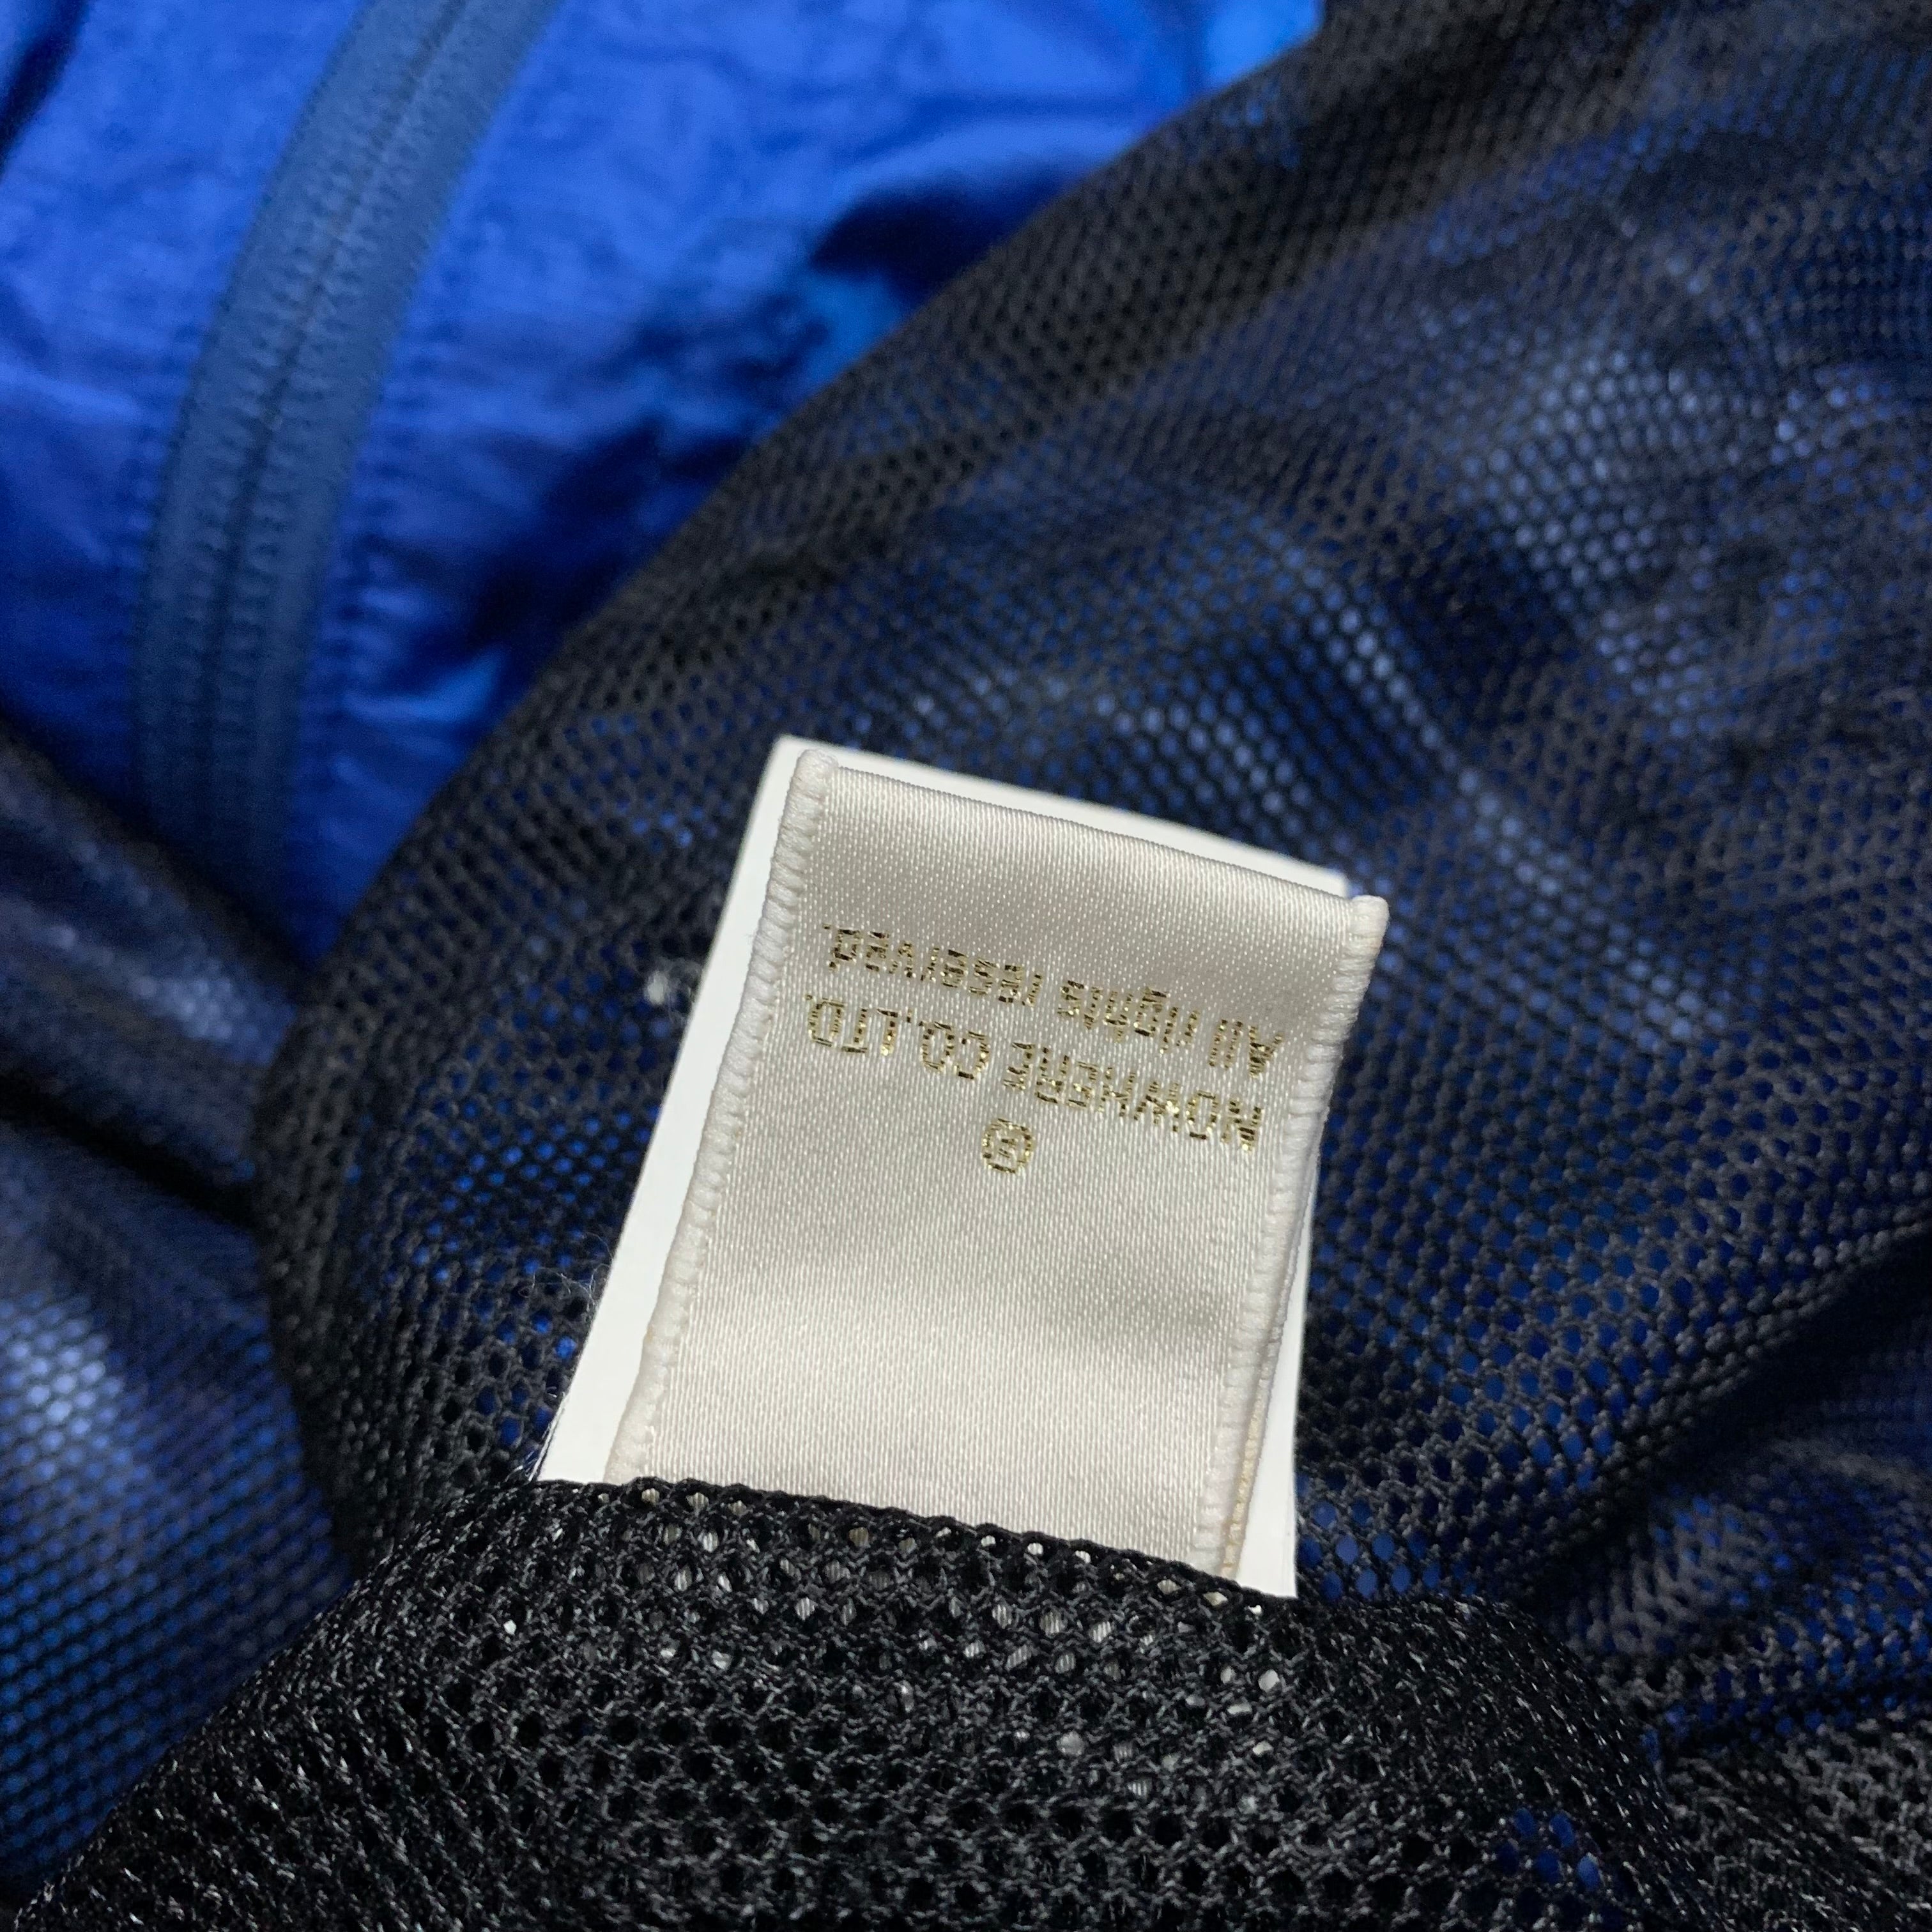 ®
NOWHERE CO.,LTD.
All rights reserved.